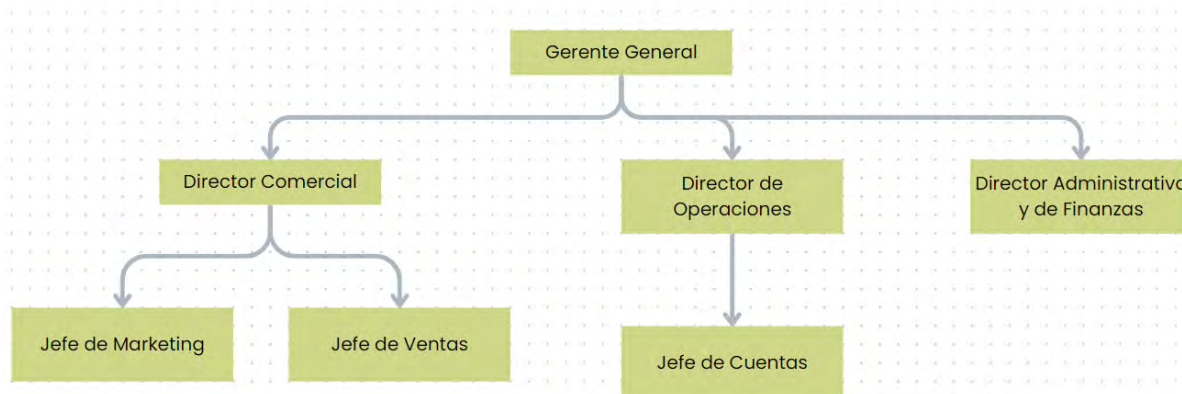 Gerente General
Director Comercial
Director de
Operaciones
Director Administrativo
y de Finanzas
Jefe de Marketing
Jefe de Ventas
Jefe de Cuentas